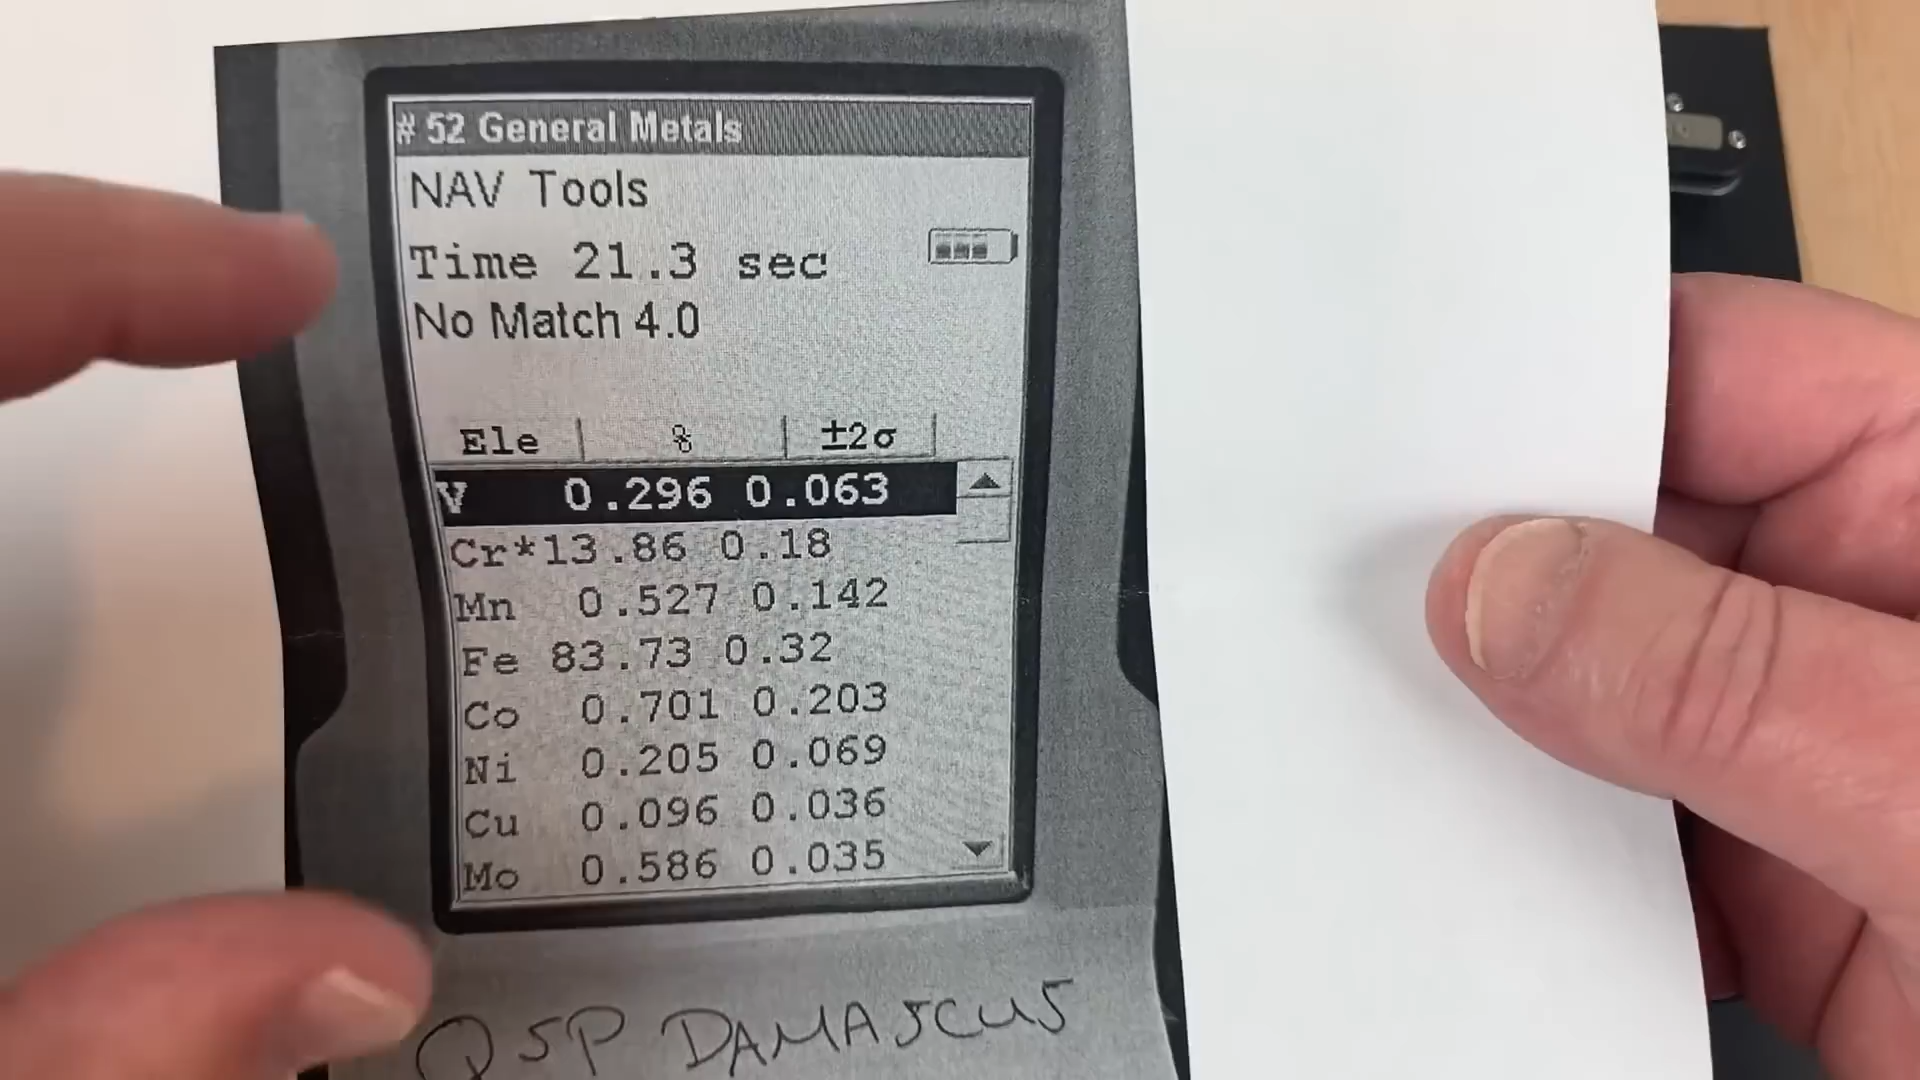 # 52 General Metals
NAV Tools
Time 21.3 sec
No Match 4.0
Ele % ±2σ
V 0.296 0.063
Cr*13.86 0.18
Mn 0.527 0.142
Fe 83.73 0.32
Co 0.701 0.203
Ni 0.205 0.069
Cu 0.096 0.036
Mo 0.586 0.035
QSP DAMASCUS